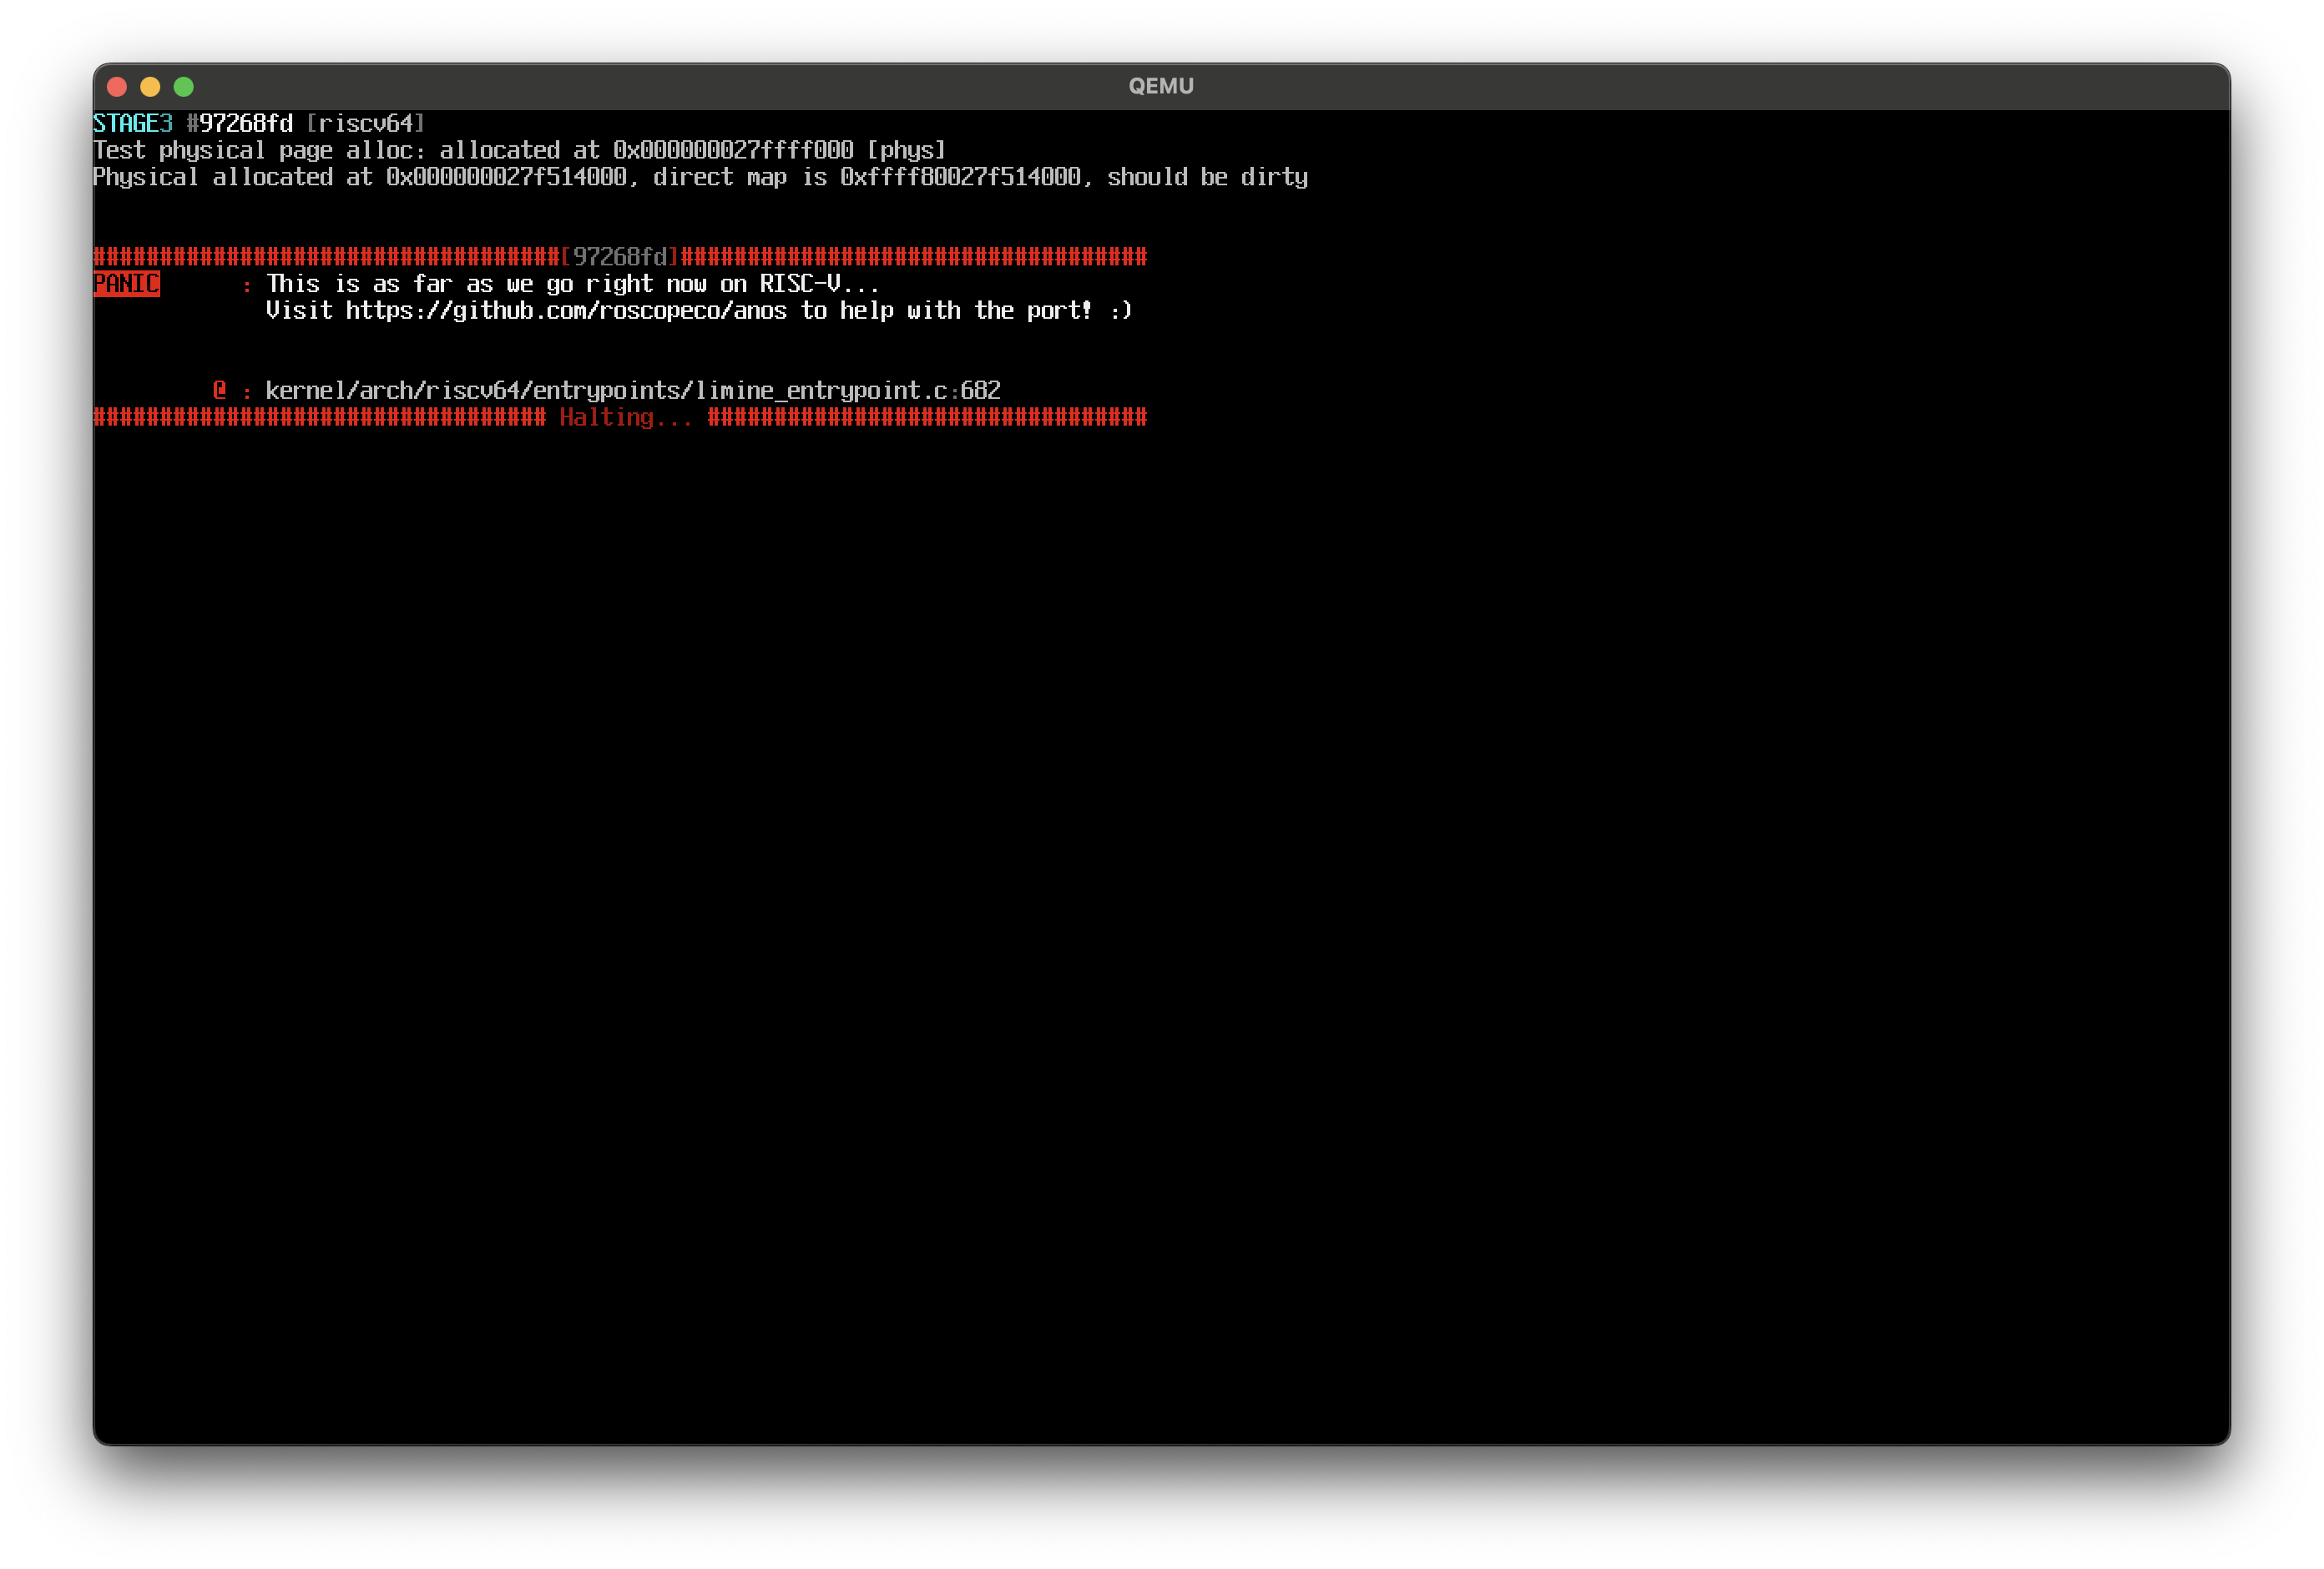 QEMU
STAGE3 #97268fd [riscv64]
Test physical page alloc: allocated at 0x000000027ffff000 [phys]
Physical allocated at 0x000000027f514000, direct map is 0xffff80027f514000, should be dirty
###################################[97268fd]###################################
PANIC : This is as far as we go right now on RISC-V...
Visit https://github.com/roscopeco/anos to help with the port! :)
@ : kernel/arch/riscv64/entrypoints/limine_entrypoint.c:682
################################## Halting... #################################